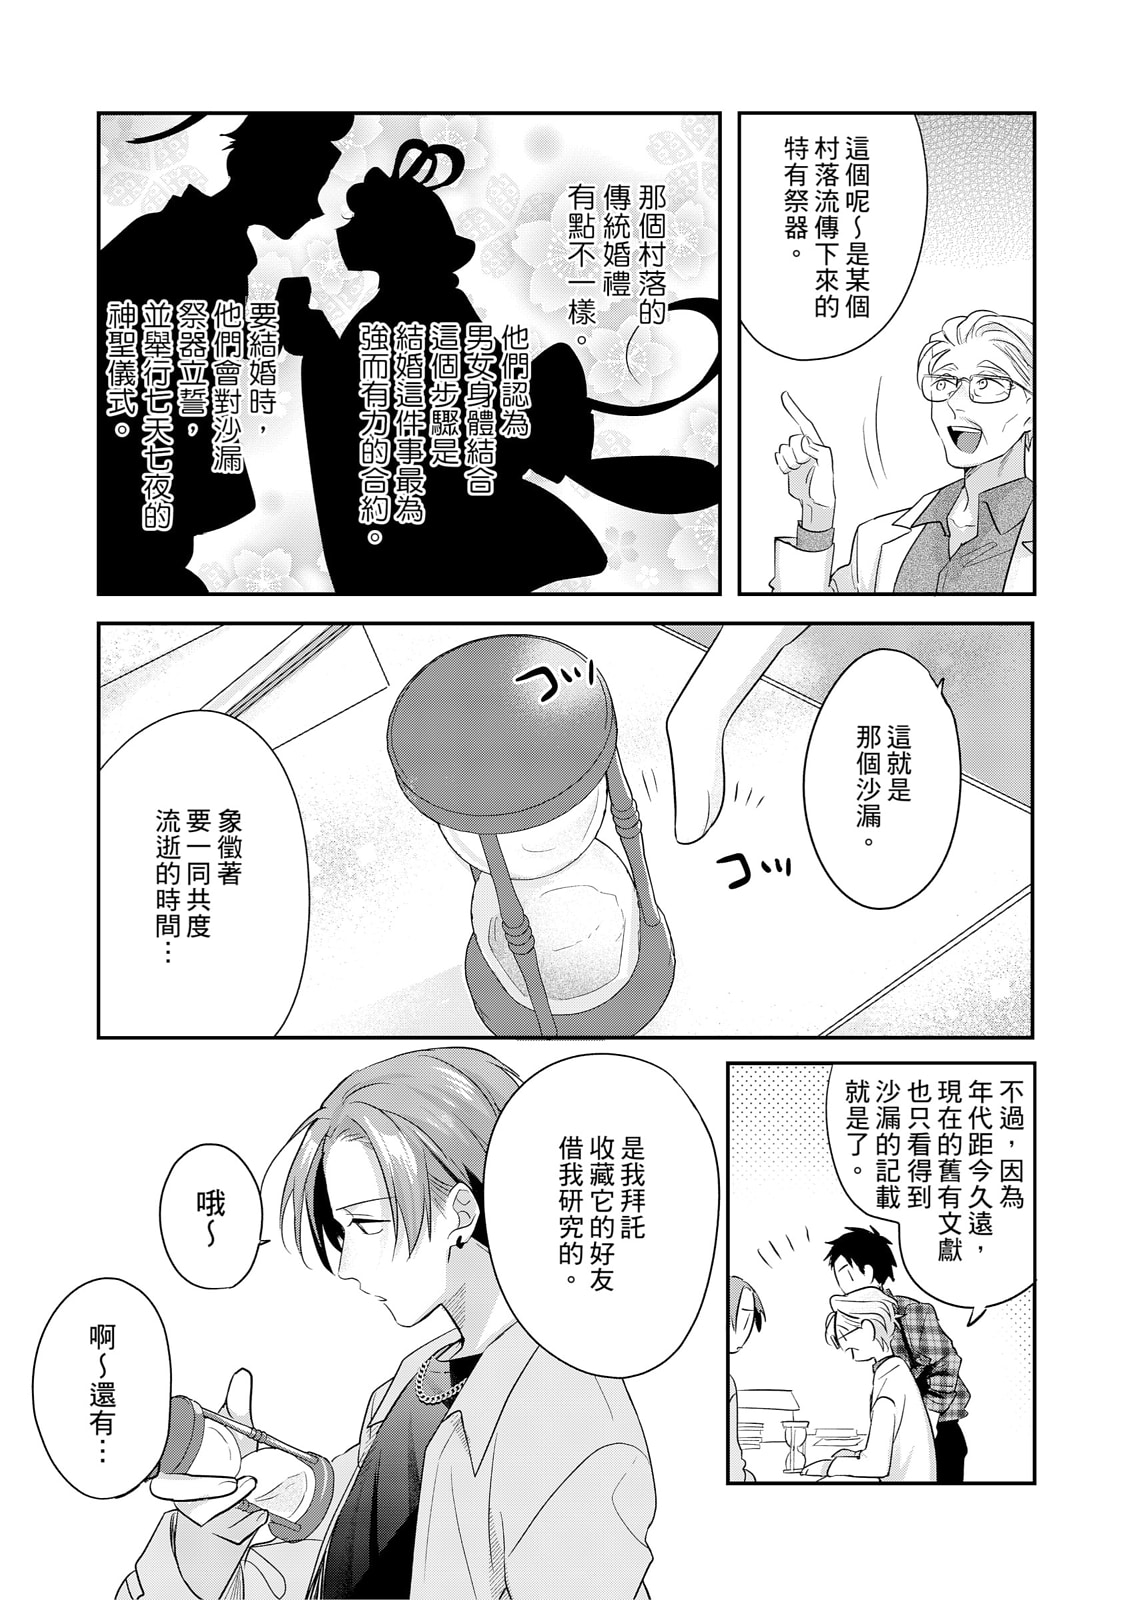 這個呢～是某個
村落流傳下來的
特有祭器。
那個村落的
傳統婚禮
有點不一樣。
他們認為
男女身體結合
這個步驟是
結婚這件事最為
強而有力的合約。
要結婚時，
他們會對沙漏
祭器立誓，
並舉行七天七夜的
神聖儀式。
這就是
那個沙漏。
コッ
コッ
象徵著
要一同共度
流逝的時間…
不過，因為
年代距今久遠，
現在的舊有文獻
也只看得到
沙漏的記載
就是了。
是我拜託
收藏它的好友
借我研究的。
哦～
啊～還有…